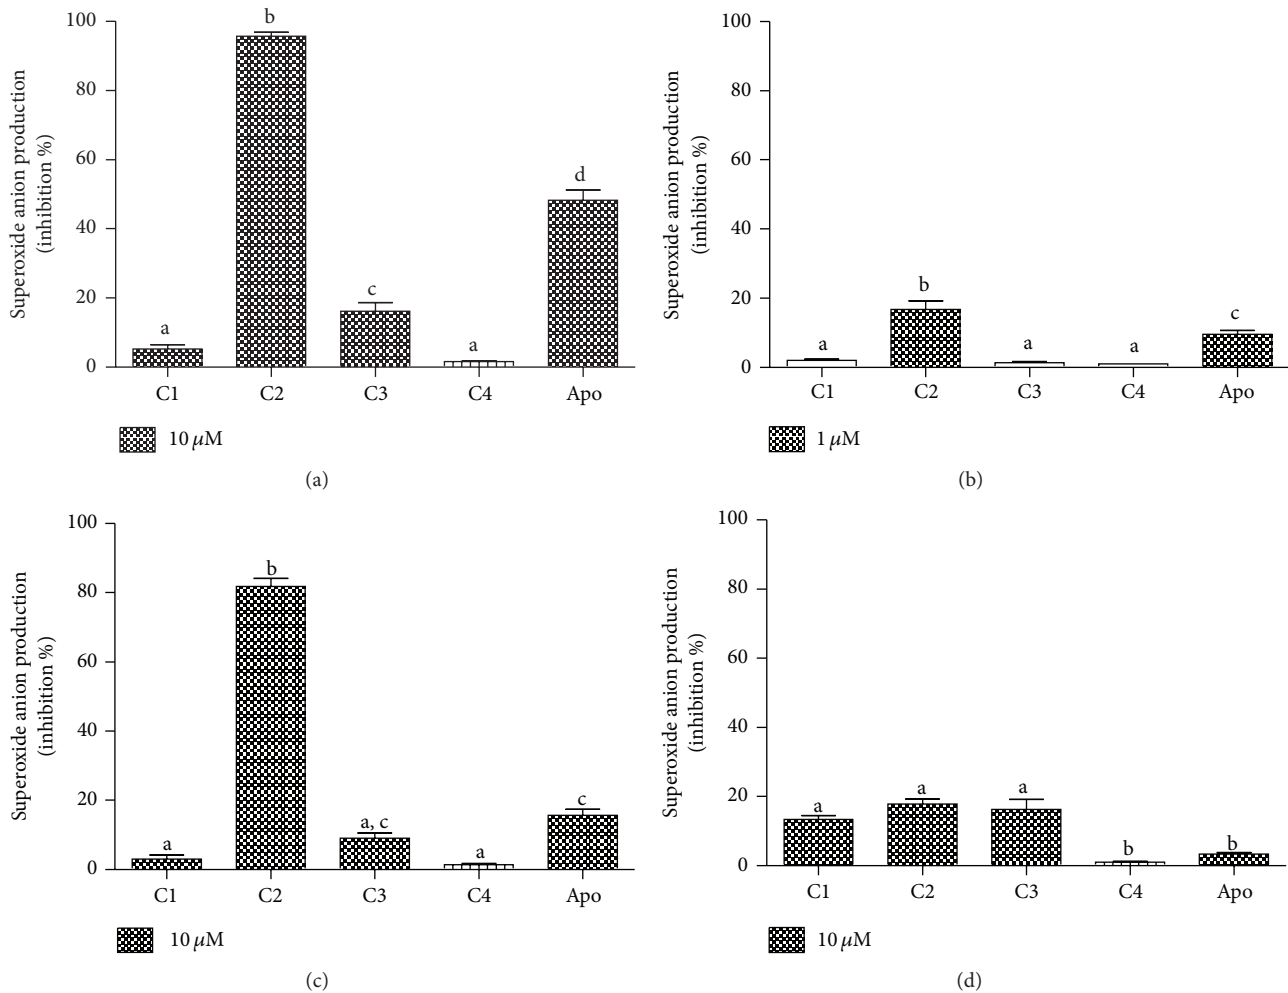 Superoxide anion production
(inhibition %)
100
80
60
40
20
0
b
d
c
a
a
C1 C2 C3 C4 Apo
10 μM
(a)
Superoxide anion production
(inhibition %)
100
80
60
40
20
0
b
c
a
a
a
C1 C2 C3 C4 Apo
1 μM
(b)
Superoxide anion production
(inhibition %)
100
80
60
40
20
0
b
c
a, c
a
a
C1 C2 C3 C4 Apo
10 μM
(c)
Superoxide anion production
(inhibition %)
100
80
60
40
20
0
a
a
a
b
b
C1 C2 C3 C4 Apo
10 μM
(d)